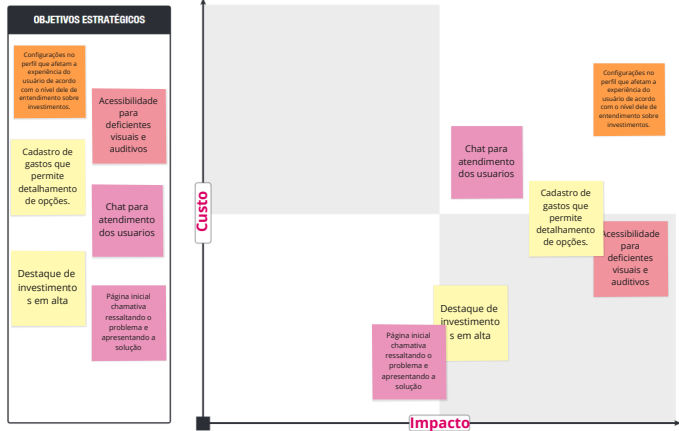 OBJETIVOS ESTRATÉGICOS
Configurações no
perfil que afetam a
experiência do
usuário de acordo
com o nível dele de
entendimento sobre
investimentos.
Acessibilidade
para
deficientes
visuais e
auditivos
Cadastro de
gastos que
permite
detalhamento
de opções.
Chat para
atendimento
dos usuarios
Destaque de
investimento
s em alta
Página inicial
chamativa
ressaltando o
problema e
apresentando a
solução
Custo
Configurações no
perfil que afetam a
experiência do
usuário de acordo
com o nível dele de
entendimento sobre
investimentos.
Chat para
atendimento
dos usuarios
Cadastro de
gastos que
permite
detalhamento
de opções.
Acessibilidade
para
deficientes
visuais e
auditivos
Destaque de
investimento
s em alta
Página inicial
chamativa
ressaltando o
problema e
apresentando a
solução
Impacto